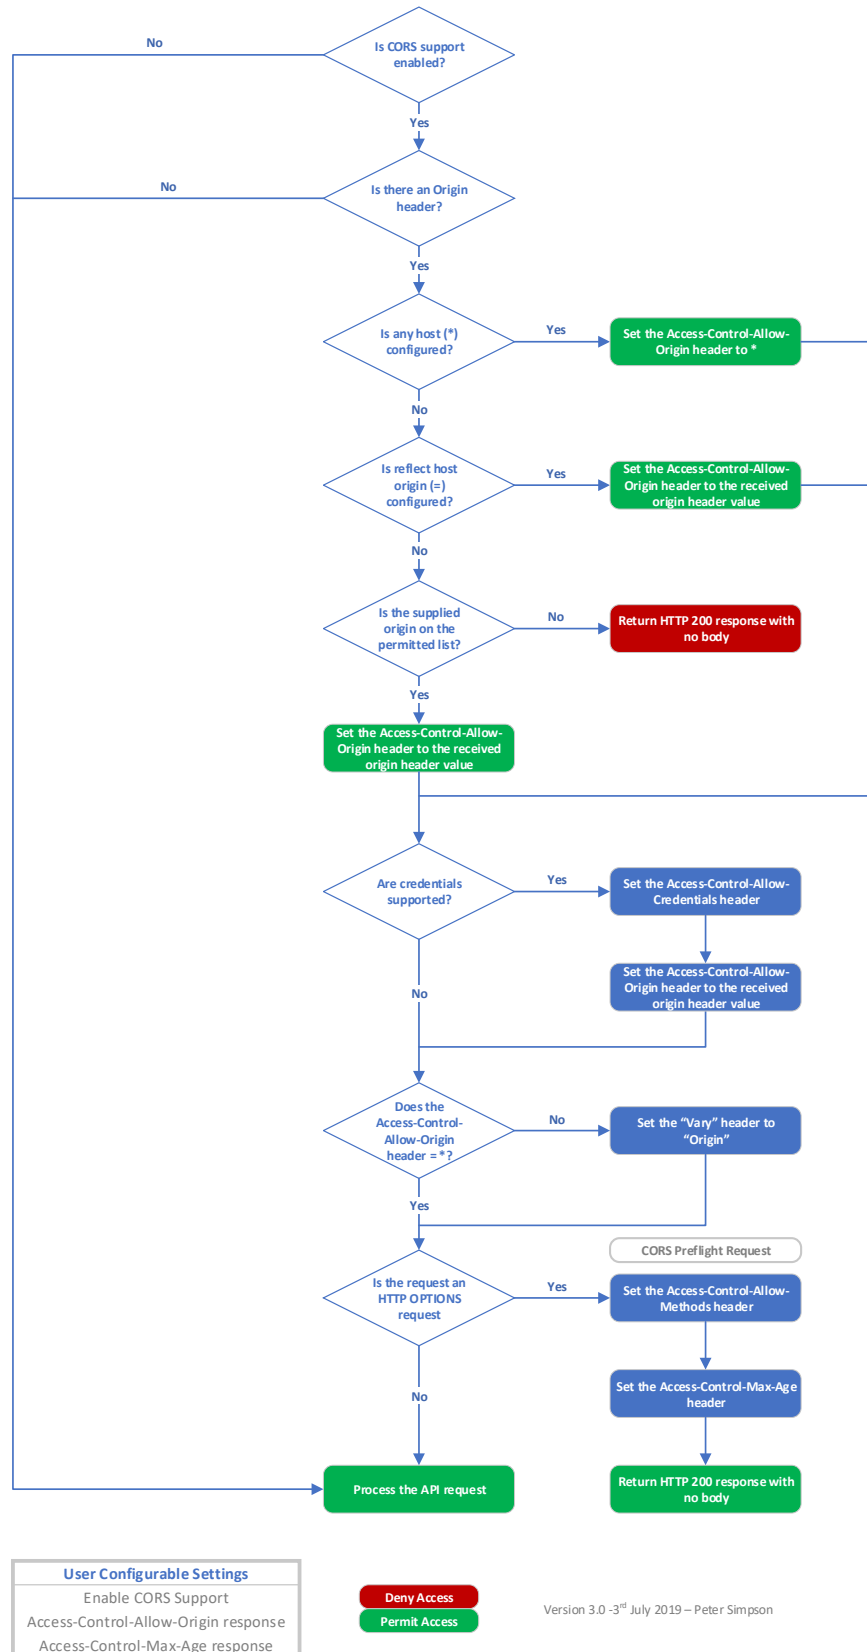 Is CORS support
enabled?
No
Yes
Is there an Origin
header?
No
Yes
Is any host (*)
configured?
Yes
Set the Access-Control-Allow-
Origin header to *
No
Is reflect host
origin (=)
configured?
Yes
Set the Access-Control-Allow-
Origin header to the received
origin header value
No
Is the supplied
origin on the
permitted list?
No
Return HTTP 200 response with
no body
Yes
Set the Access-Control-Allow-
Origin header to the received
origin header value
Are credentials
supported?
Yes
Set the Access-Control-Allow-
Credentials header
Set the Access-Control-Allow-
Origin header to the received
origin header value
No
Does the
Access-Control-
Allow-Origin
header = * ?
No
Set the “Vary” header to
“Origin”
Yes
CORS Preflight Request
Is the request an
HTTP OPTIONS
request
Yes
Set the Access-Control-Allow-
Methods header
Set the Access-Control-Max-Age
header
No
Process the API request
Return HTTP 200 response with
no body
User Configurable Settings
Enable CORS Support
Access-Control-Allow-Origin response
Access-Control-Max-Age response
Deny Access
Permit Access
Version 3.0 -3rd July 2019 – Peter Simpson